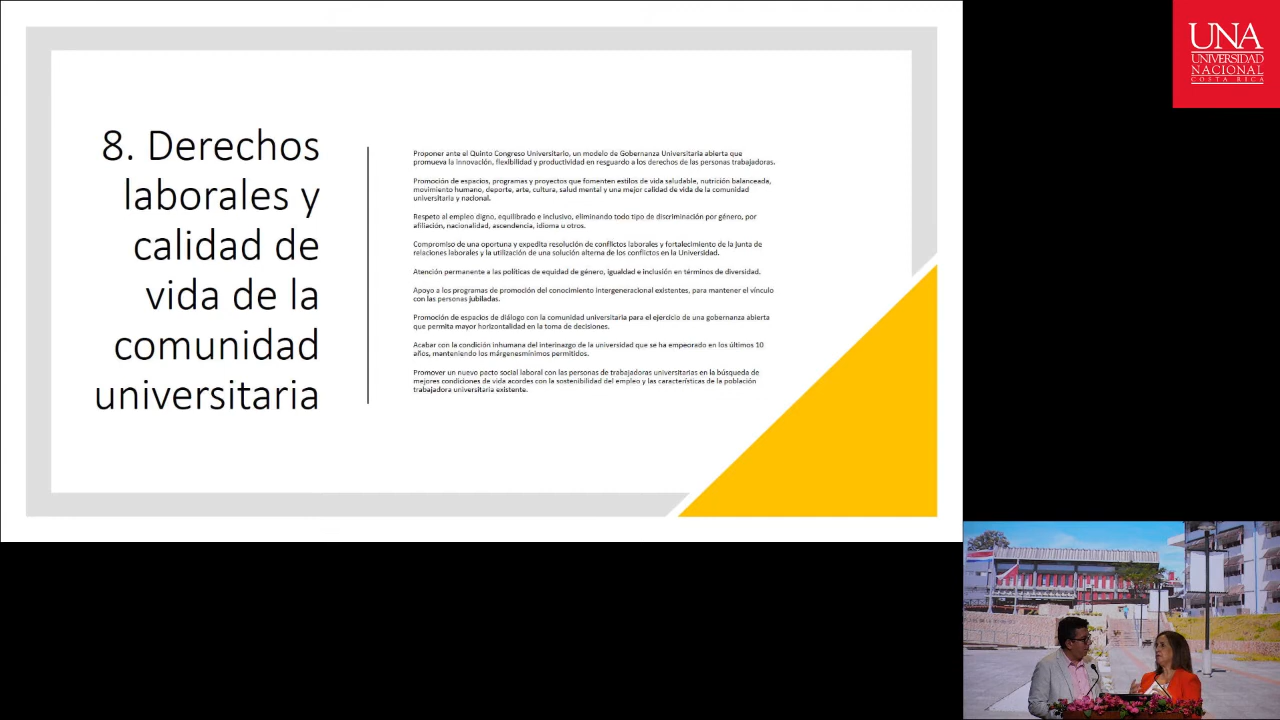 8. Derechos
laborales y
calidad de
vida de la
comunidad
universitaria
Proponer ante el Quinto Congreso Universitario, un modelo de Gobernanza Universitaria abierta que
promueva la innovación, flexibilidad y productividad en resguardo a los derechos de las personas trabajadoras.
Promoción de espacios, programas y proyectos que fomenten estilos de vida saludable, nutrición balanceada,
movimiento humano, deporte, arte, cultura, salud mental y una mejor calidad de vida de la comunidad
universitaria y nacional.
Respeto al empleo digno, equilibrado e inclusivo, eliminando todo tipo de discriminación por género, por
afiliación, nacionalidad, ascendencia, idioma u otros.
Compromiso de una oportuna y expedita resolución de conflictos laborales y fortalecimiento de la junta de
relaciones laborales y la utilización de una solución alterna de los conflictos en la Universidad.
Atención permanente a las políticas de equidad de género, igualdad e inclusión en términos de diversidad.
Apoyo a los programas de promoción del conocimiento intergeneracional existentes, para mantener el vínculo
con las personas jubiladas.
Promoción de espacios de diálogo con la comunidad universitaria para el ejercicio de una gobernanza abierta
que permita mayor horizontalidad en la toma de decisiones.
Acabar con la condición inhumana del interinazgo de la universidad que se ha empeorado en los últimos 10
años, manteniendo los márgenesmínimos permitidos.
Promover un nuevo pacto social laboral con las personas de trabajadoras universitarias en la búsqueda de
mejores condiciones de vida acordes con la sostenibilidad del empleo y las características de la población
trabajadora universitaria existente.
UNA
UNIVERSIDAD
NACIONAL
COSTA RICA